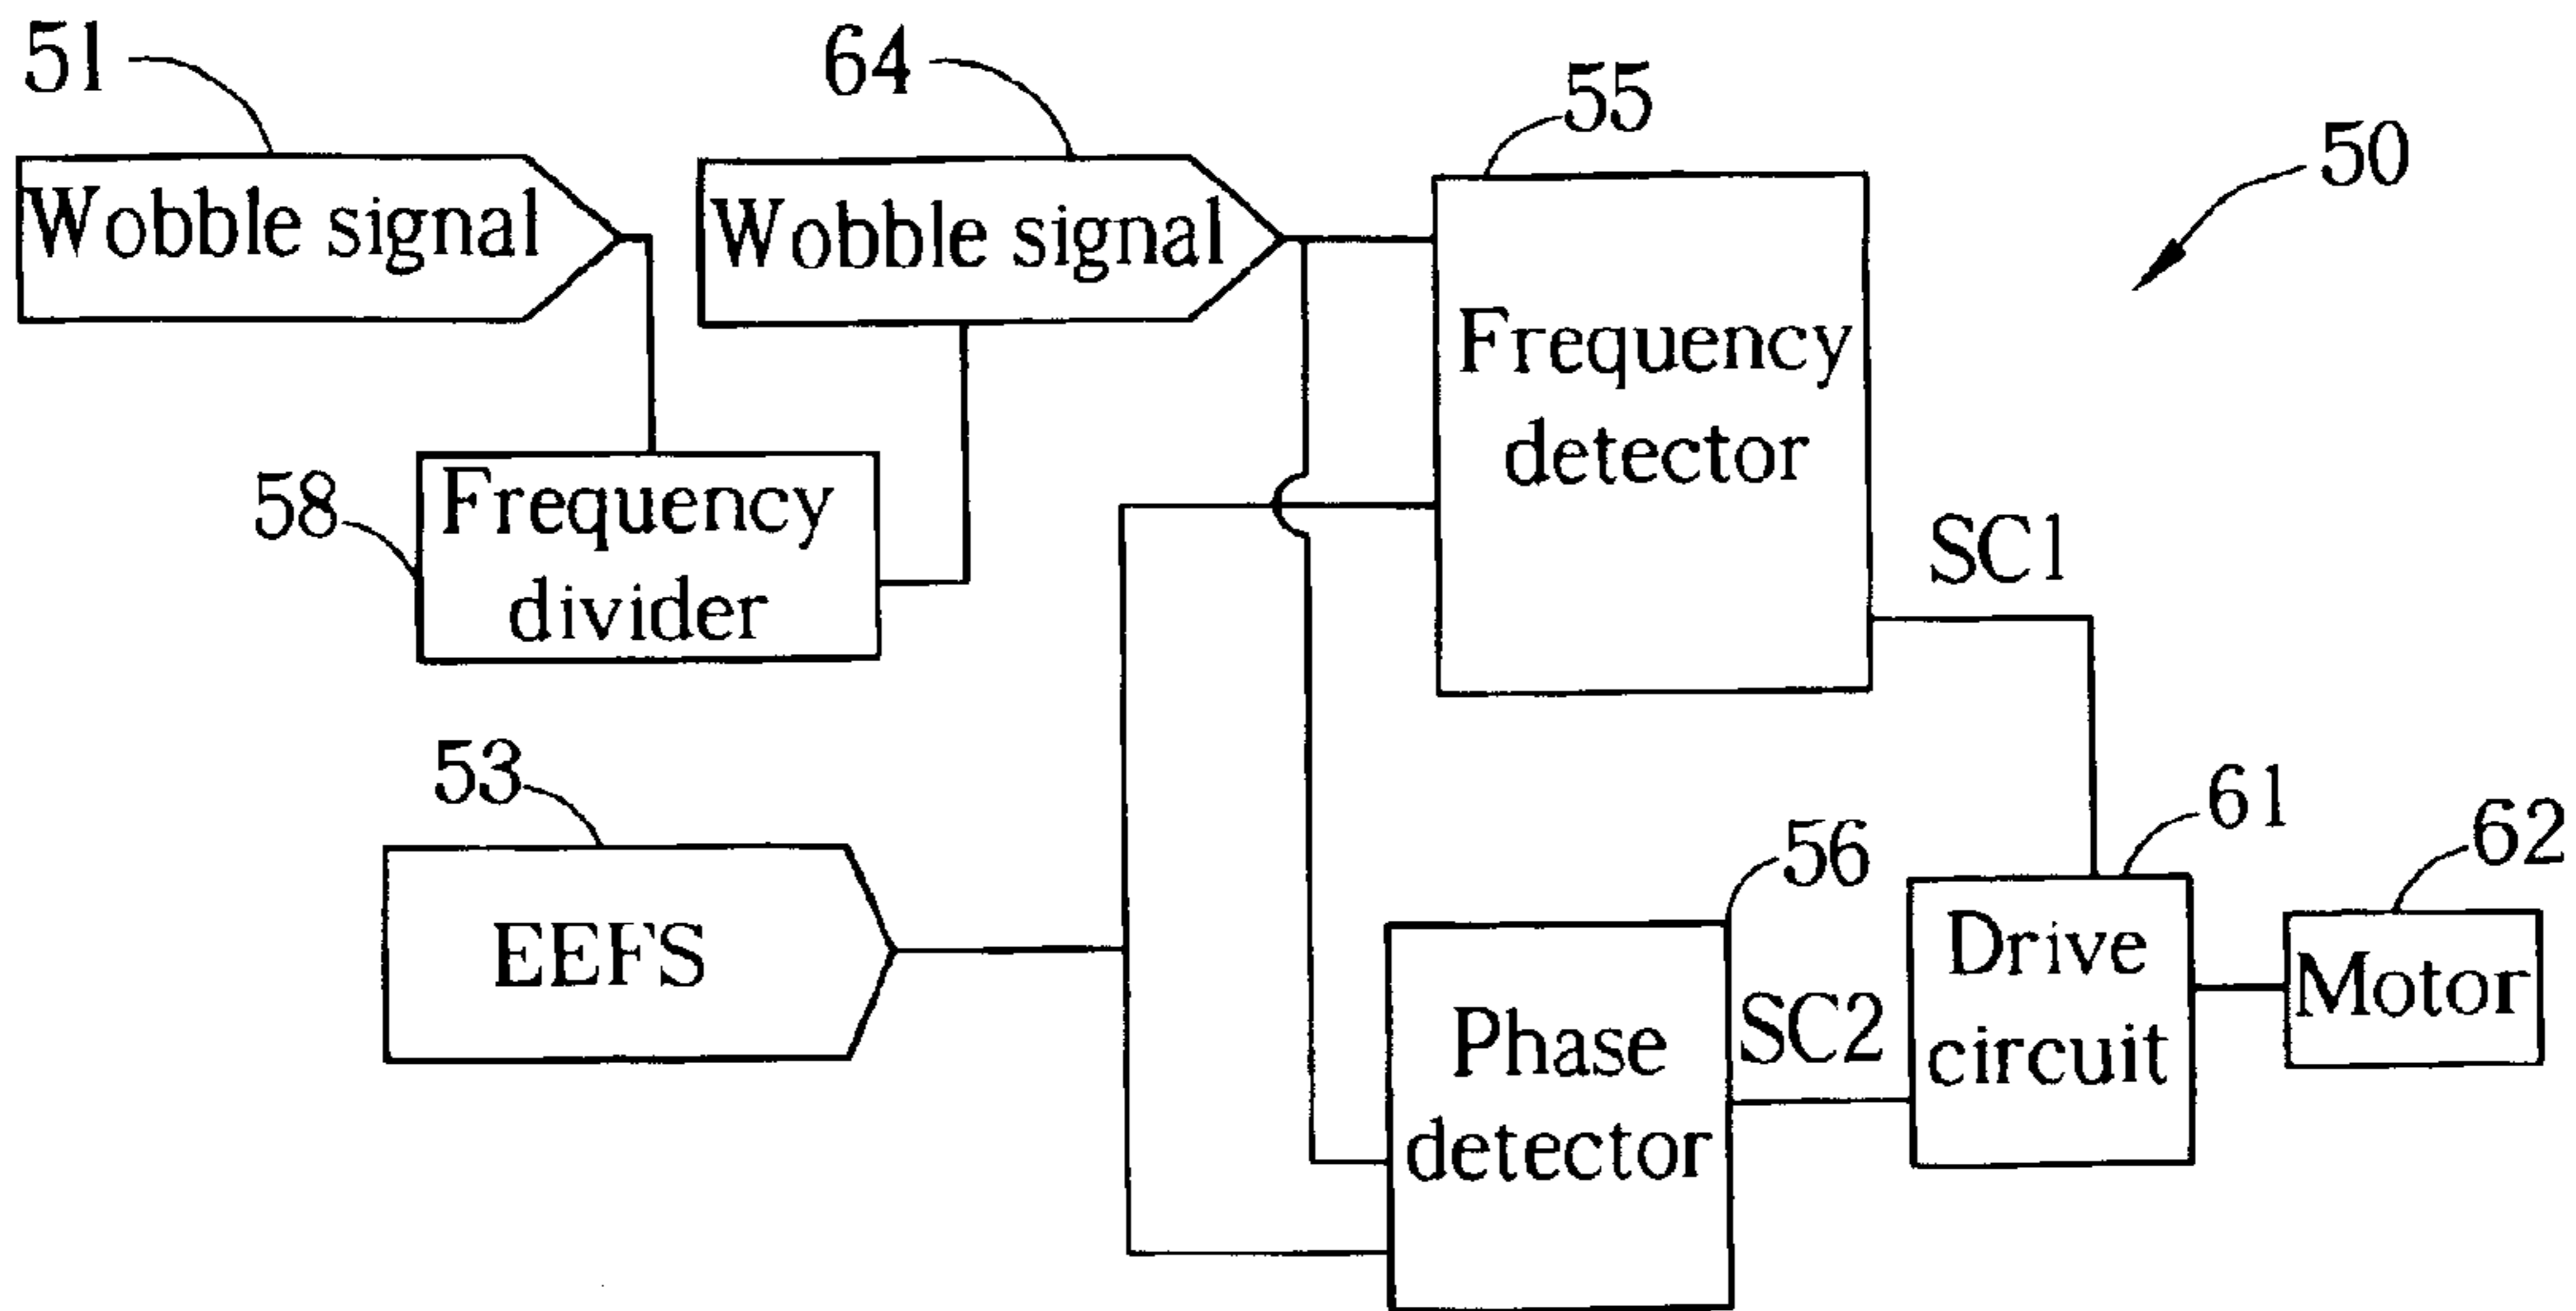 51
64
55
50
Wobble signal
Wobble signal
Frequency
detector
58
Frequency
divider
SC1
53
EEFS
56
61
62
Phase
detector
SC2
Drive
circuit
Motor